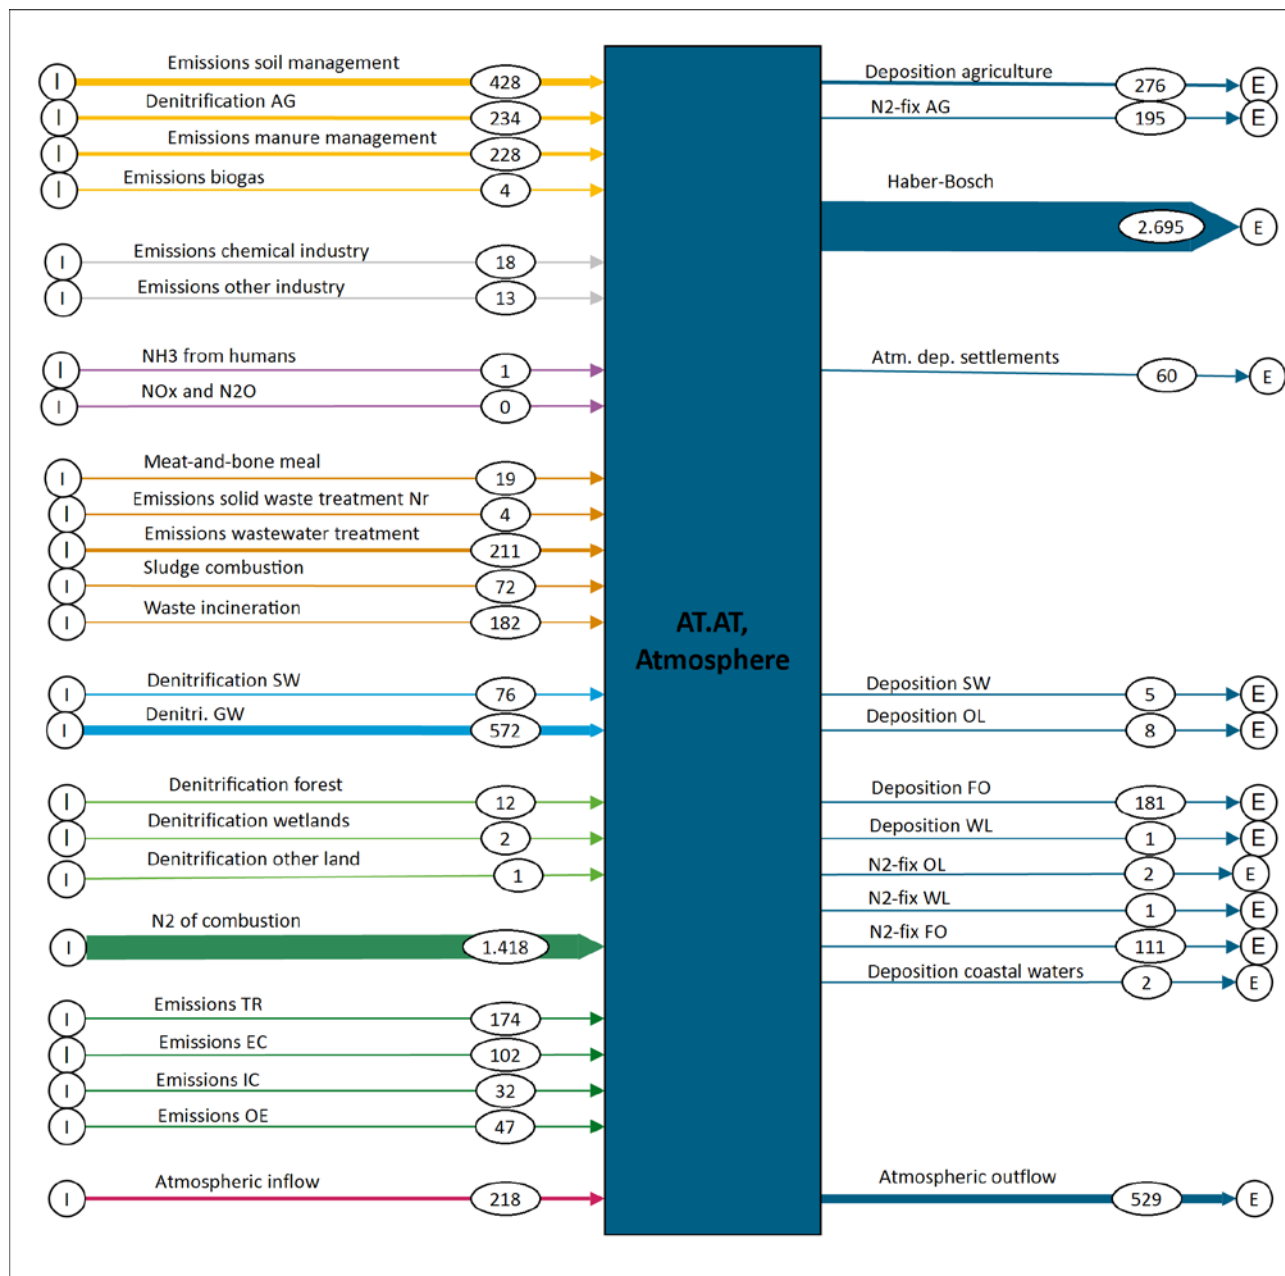 Emissions soil management
I 428
Denitrification AG
I 234
Emissions manure management
I 228
Emissions biogas
I 4
Emissions chemical industry
I 18
Emissions other industry
I 13
NH3 from humans
I 1
NOx and N2O
I 0
Meat-and-bone meal
I 19
Emissions solid waste treatment Nr
I 4
Emissions wastewater treatment
I 211
Sludge combustion
I 72
Waste incineration
I 182
Denitrification SW
I 76
Denitri. GW
I 572
Denitrification forest
I 12
Denitrification wetlands
I 2
Denitrification other land
I 1
N2 of combustion
I 1.418
Emissions TR
I 174
Emissions EC
I 102
Emissions IC
I 32
Emissions OE
I 47
Atmospheric inflow
I 218
AT.AT,
Atmosphere
Deposition agriculture
276 E
N2-fix AG
195 E
Haber-Bosch
2.695 E
Atm. dep. settlements
60 E
Deposition SW
5 E
Deposition OL
8 E
Deposition FO
181 E
Deposition WL
1 E
N2-fix OL
2 E
N2-fix WL
1 E
N2-fix FO
111 E
Deposition coastal waters
2 E
Atmospheric outflow
529 E